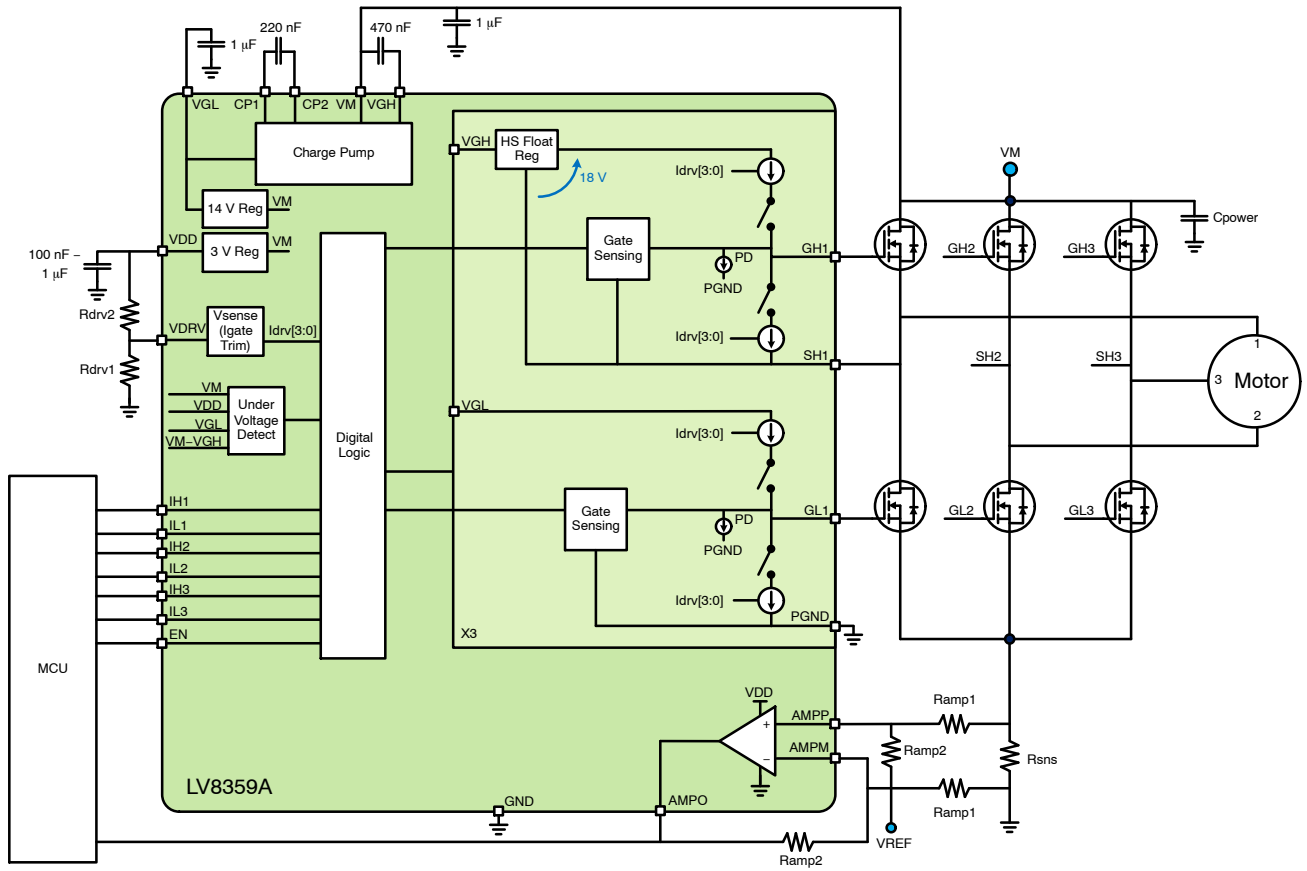 220 nF
470 nF
1 μF
1 μF
VGL
CP1
CP2
VM
VGH
Charge Pump
14 V Reg
VM
VDD
3 V Reg
VM
100 nF –
1 μF
Rdrv2
VDRV
Vsense
(Igate
Trim)
Idrv[3:0]
Rdrv1
VM
VDD
VGL
VM–VGH
Under
Voltage
Detect
Digital
Logic
IH1
IL1
IH2
IL2
IH3
IL3
EN
MCU
VGH
HS Float
Reg
18 V
Idrv[3:0]
Gate
Sensing
PD
PGND
GH1
Idrv[3:0]
SH1
VGL
Idrv[3:0]
Gate
Sensing
PD
PGND
GL1
Idrv[3:0]
PGND
X3
VM
Cpower
GH2
GH3
SH2
SH3
1
3
Motor
2
GL2
GL3
VDD
AMPP
+
AMPM
–
Ramp1
Ramp2
Rsns
Ramp1
LV8359A
GND
AMPO
VREF
Ramp2